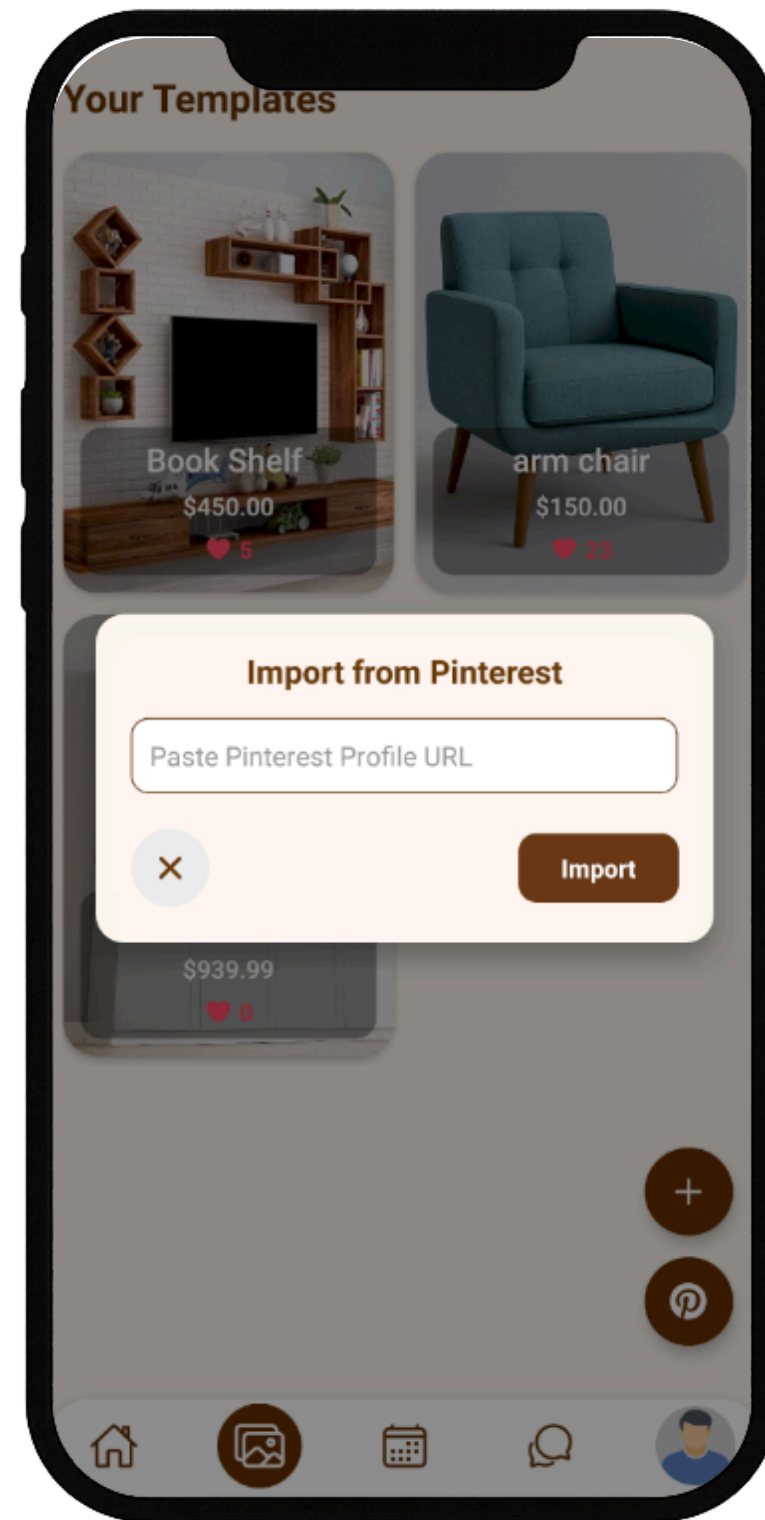 Your Templates
Book Shelf
$450.00
5
arm chair
$150.00
23
Import from Pinterest
Paste Pinterest Profile URL
Import
$939.99
0